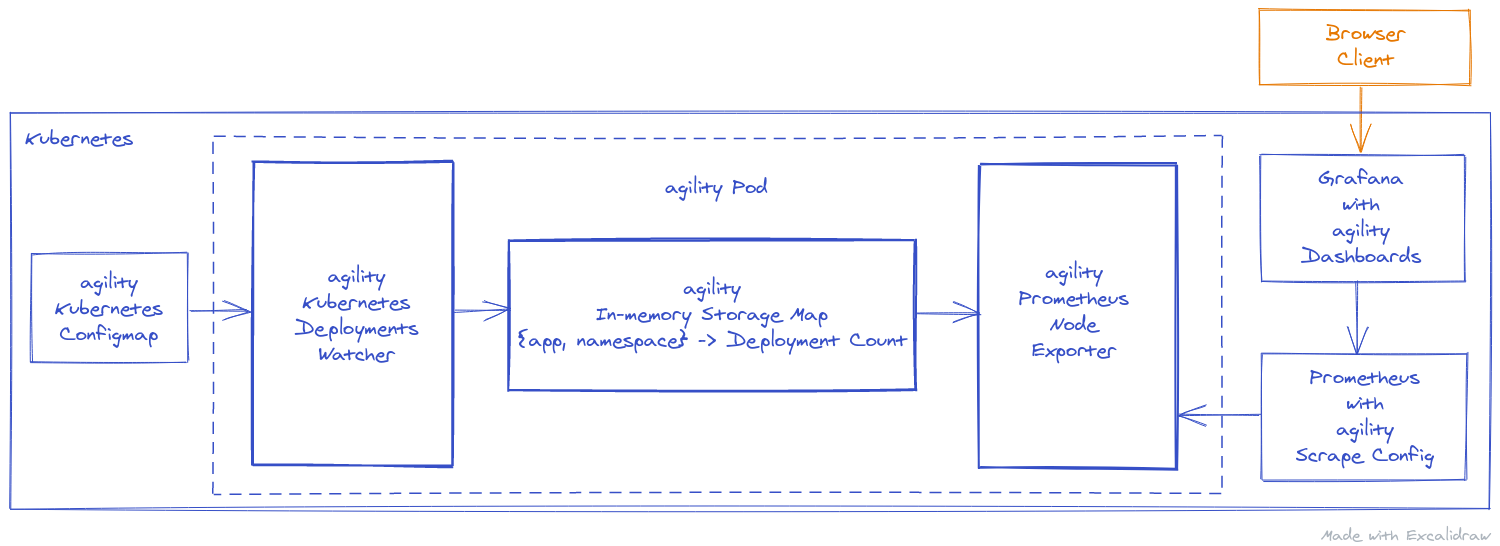 Browser
Client
Kubernetes
agility Pod
agility
Kubernetes
Configmap
agility
Kubernetes
Deployments
Watcher
agility
In-memory Storage Map
{app, namespace} -> Deployment Count
agility
Prometheus
Node
Exporter
Grafana
with
agility
Dashboards
Prometheus
with
agility
Scrape Config
Made with Excalidraw